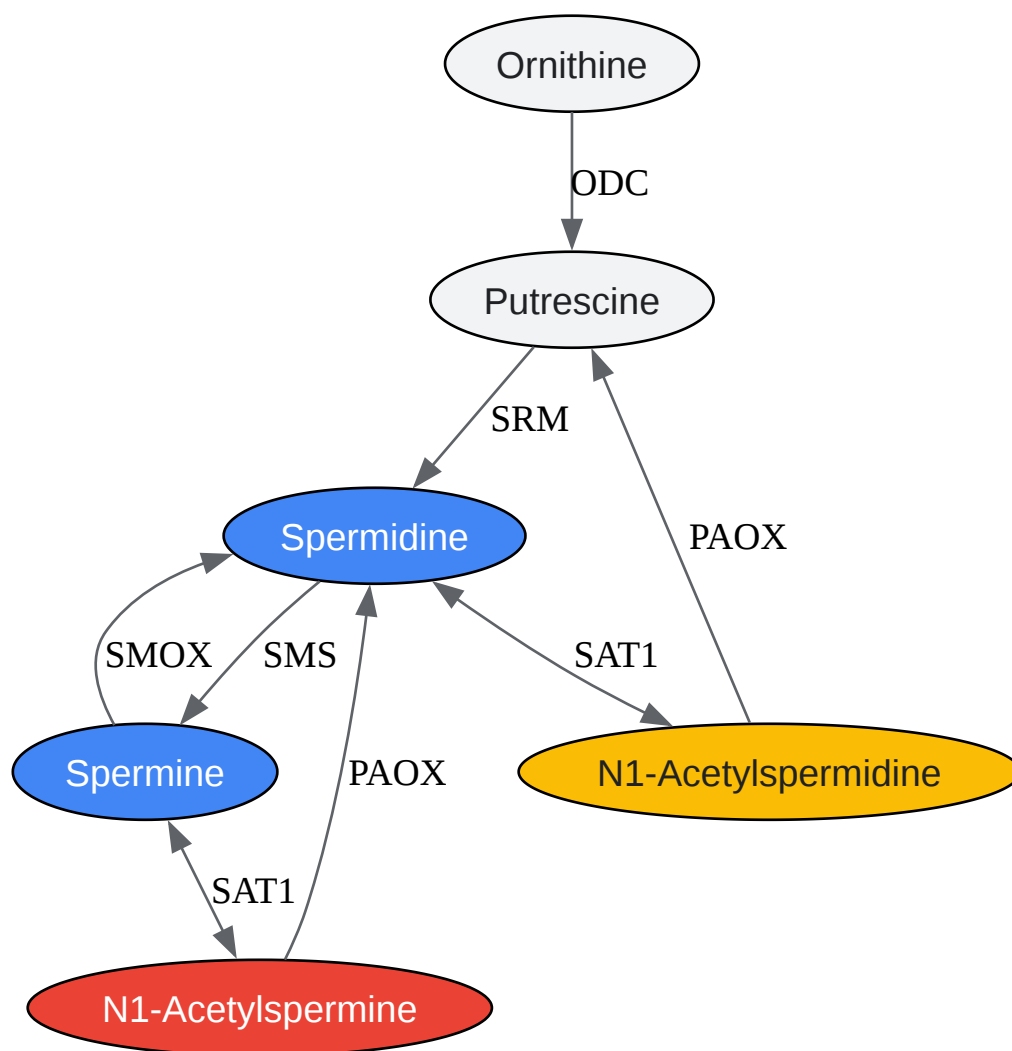 Ornithine
ODC
Putrescine
SRM
Spermidine
PAOX
SMOX
SMS
SAT1
Spermine
PAOX
N1-Acetylspermidine
SAT1
N1-Acetylspermine